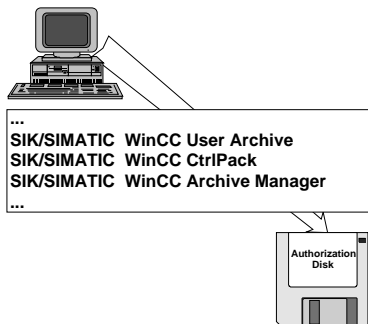 ...
SIK/SIMATIC WinCC User Archive
SIK/SIMATIC WinCC CtrlPack
SIK/SIMATIC WinCC Archive Manager
...
Authorization
Disk